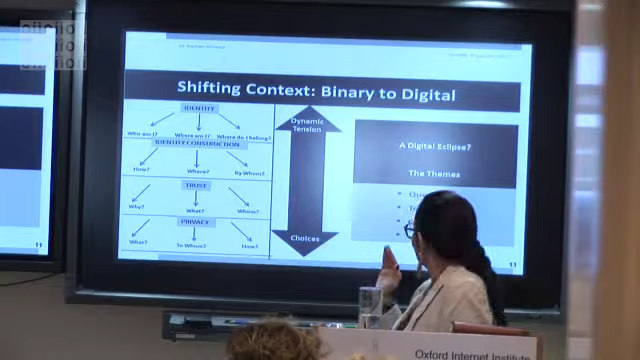 Shifting Context: Binary to Digital
IDENTITY
Who am I?
Where am I?
Where do I belong?
IDENTITY CONSTRUCTION
How?
Where?
By Whom?
TRUST
Why?
What?
When?
PRIVACY
What?
To Whom?
How?
Dynamic
Tension
Choices
A Digital Eclipse?
The Themes
11
11
Oxford Internet Institute